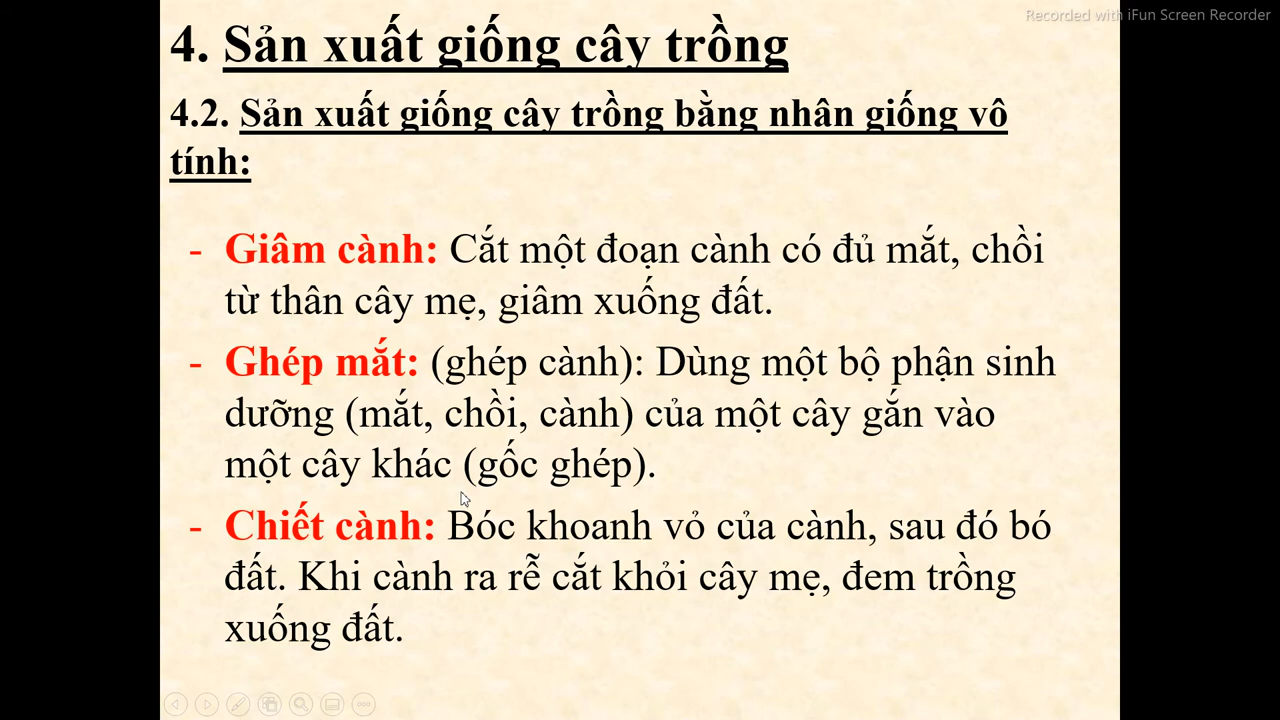 Recorded with iFun Screen Recorder
4. Sản xuất giống cây trồng
4.2. Sản xuất giống cây trồng bằng nhân giống vô
tính:
- Giâm cành: Cắt một đoạn cành có đủ mắt, chồi
từ thân cây mẹ, giâm xuống đất.
- Ghép mắt: (ghép cành): Dùng một bộ phận sinh
dưỡng (mắt, chồi, cành) của một cây gắn vào
một cây khác (gốc ghép).
- Chiết cành: Bóc khoanh vỏ của cành, sau đó bó
đất. Khi cành ra rễ cắt khỏi cây mẹ, đem trồng
xuống đất.